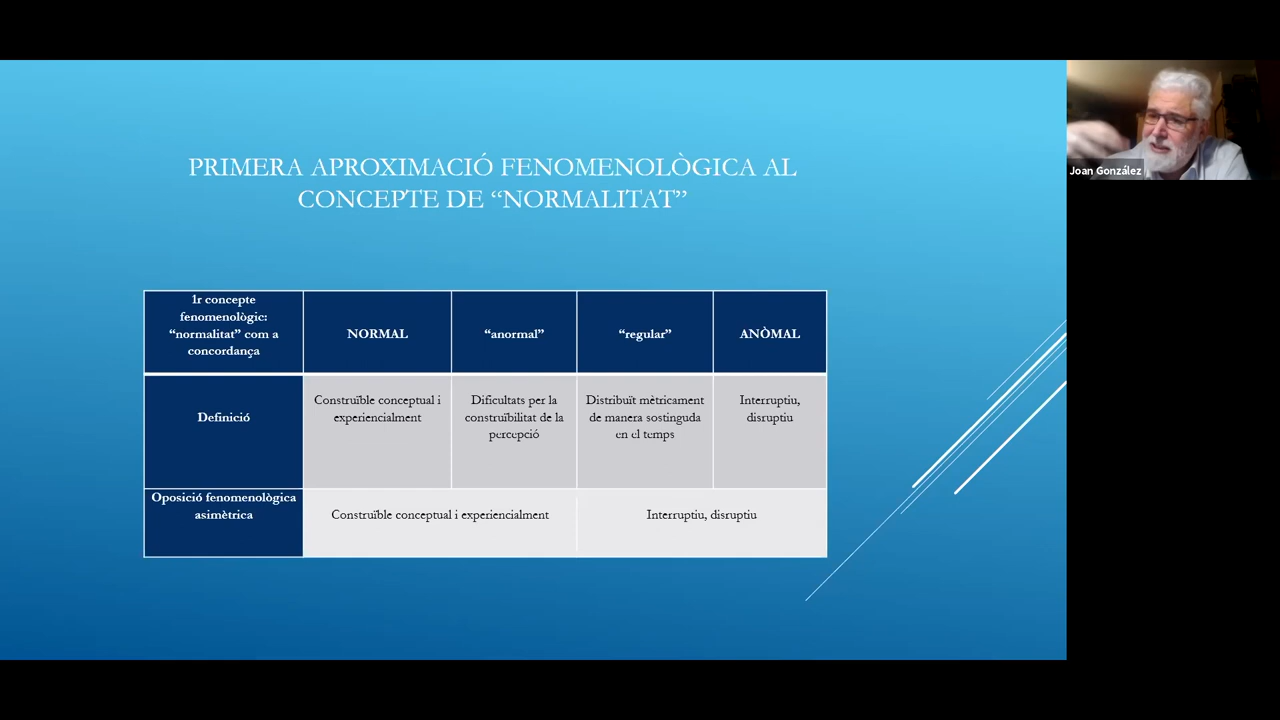 PRIMERA APROXIMACIÓ FENOMENOLÒGICA AL
CONCEPTE DE “NORMALITAT”
Joan González
1r concepte
fenomenològic:
“normalitat” com a
concordança
NORMAL
“anormal”
“regular”
ANÒMAL
Definició
Construïble conceptual i
experiencialment
Dificultats per la
construïbilitat de la
percepció
Distribuït mètricament
de manera sostinguda
en el temps
Interruptiu,
disruptiu
Oposició fenomenològica
asimètrica
Construïble conceptual i experiencialment
Interruptiu, disruptiu